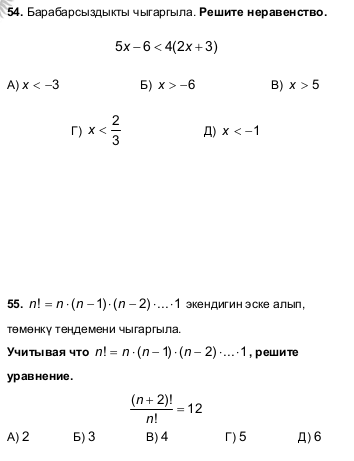 54. Барабарсыздыкты чыгаргыла. Решите неравенство.
5x – 6 < 4(2x + 3)
А) x < –3 Б) x > –6 В) x > 5
Г) x < 2/3 Д) x < –1
55. n! = n · (n – 1) · (n – 2) · ... · 1 экендигин эске алып,
төмөнкү теңдемени чыгаргыла.
Учитывая что n! = n · (n – 1) · (n – 2) · ... · 1, решите
уравнение.
(n + 2)!/n! = 12
А) 2 Б) 3 В) 4 Г) 5 Д) 6